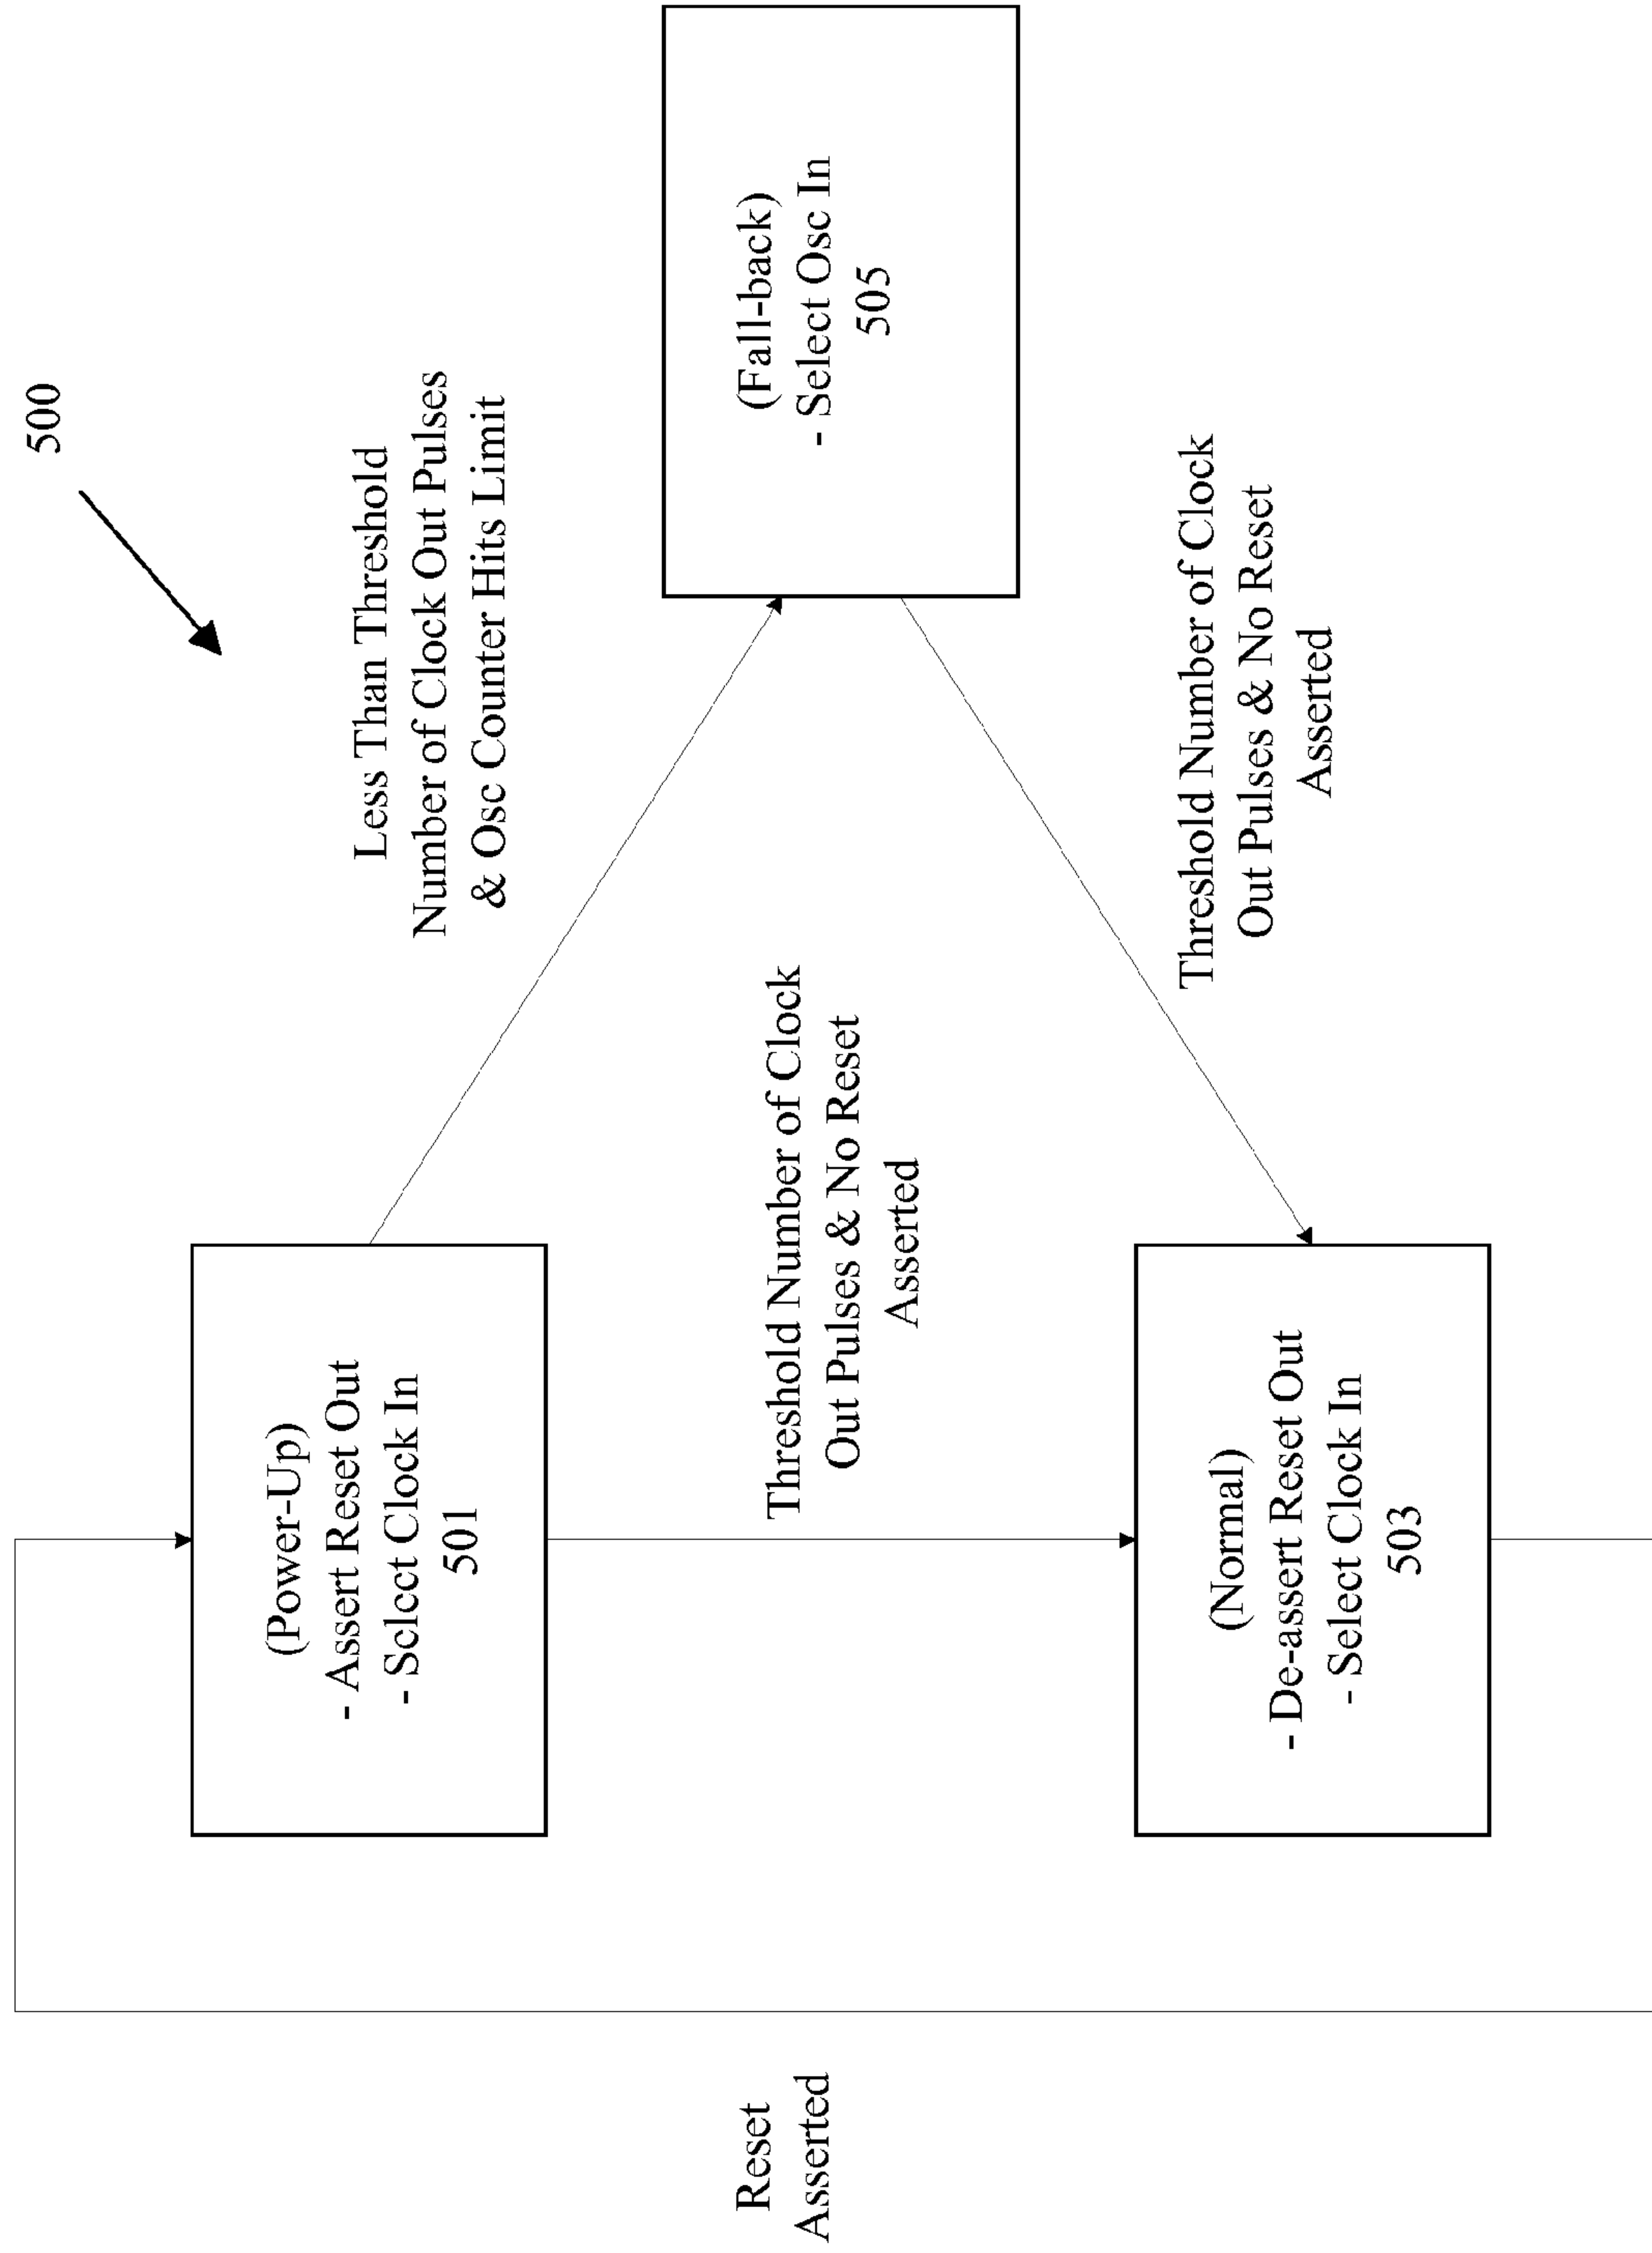 500
(Power-Up)
- Assert Reset Out
- Select Clock In
501
Less Than Threshold
Number of Clock Out Pulses
& Osc Counter Hits Limit
(Fall-back)
- Select Osc In
505
Threshold Number of Clock
Out Pulses & No Reset
Asserted
Threshold Number of Clock
Out Pulses & No Reset
Asserted
(Normal)
- De-assert Reset Out
- Select Clock In
503
Reset
Asserted